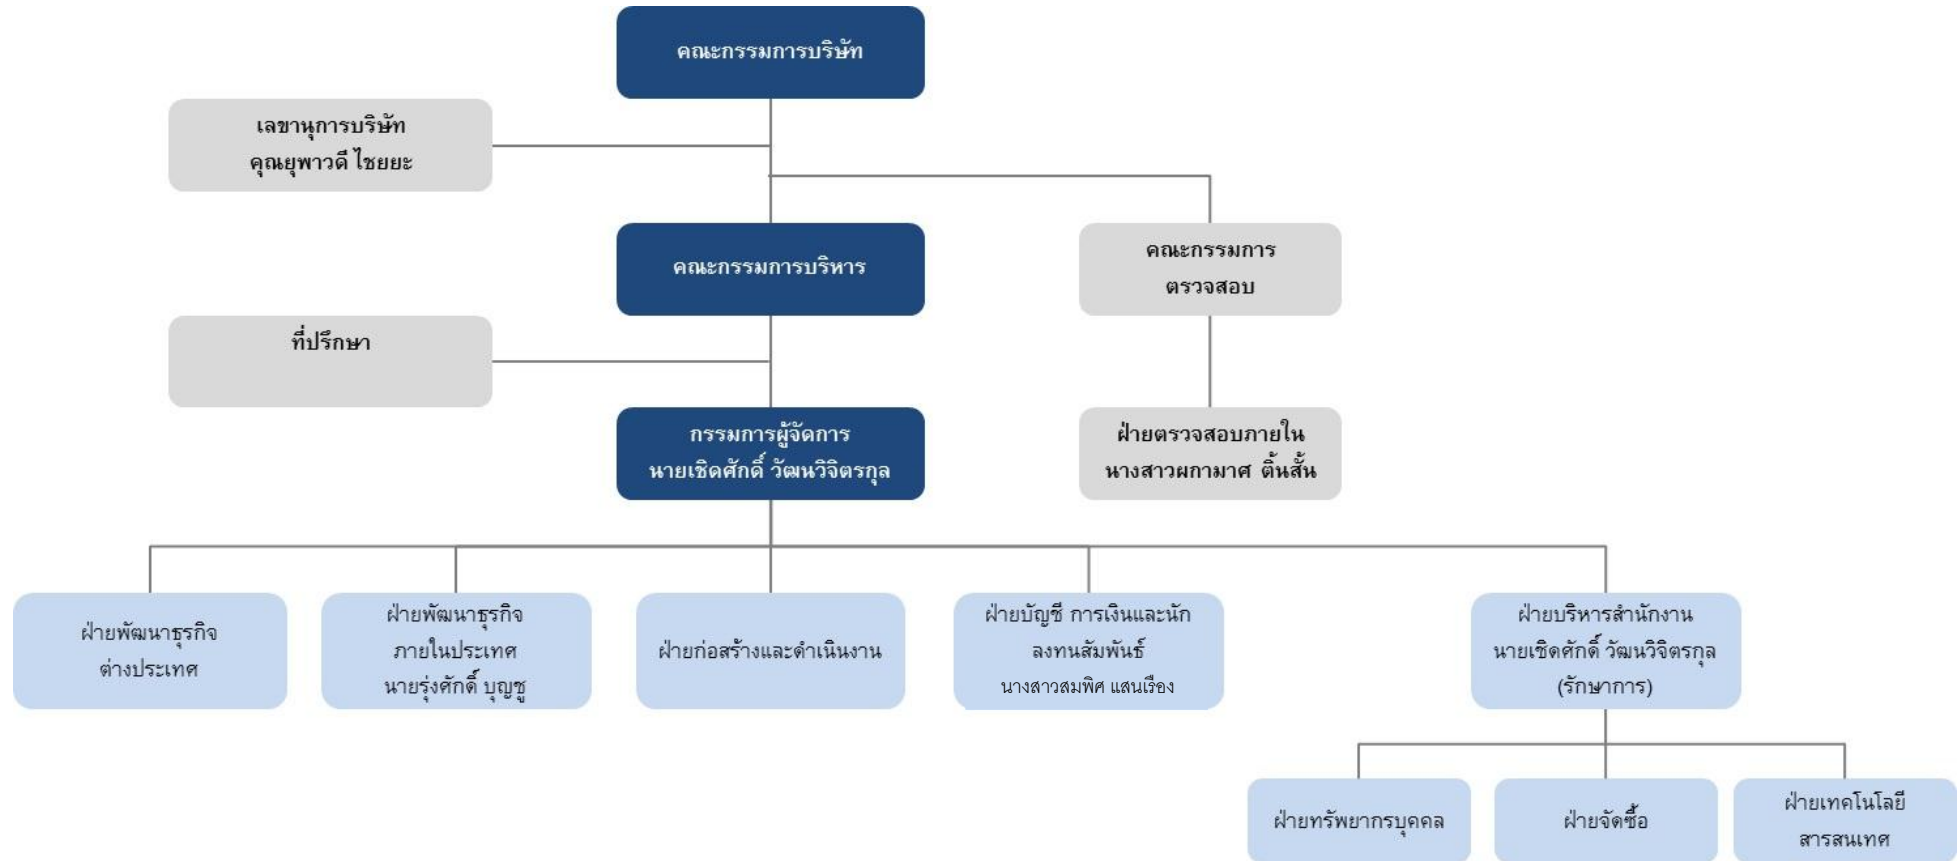 คณะกรรมการบริษัท
เลขานุการบริษัท
คุณยุพาวดี ไชยยะ
คณะกรรมการบริหาร
คณะกรรมการ
ตรวจสอบ
ที่ปรึกษา
กรรมการผู้จัดการ
นายเชิดศักดิ์ วัฒนวิจิตรกุล
ฝ่ายตรวจสอบภายใน
นางสาวผกามาศ ติ้นสั้น
ฝ่ายพัฒนาธุรกิจ
ต่างประเทศ
ฝ่ายพัฒนาธุรกิจ
ภายในประเทศ
นายรุ่งศักดิ์ บุญชู
ฝ่ายก่อสร้างและดำเนินงาน
ฝ่ายบัญชี การเงินและนัก
ลงทนสัมพันธ์
นางสาวสมพิศ แสนเรือง
ฝ่ายบริหารสำนักงาน
นายเชิดศักดิ์ วัฒนวิจิตรกุล
(รักษาการ)
ฝ่ายทรัพยากรบุคคล
ฝ่ายจัดซื้อ
ฝ่ายเทคโนโลยี
สารสนเทศ